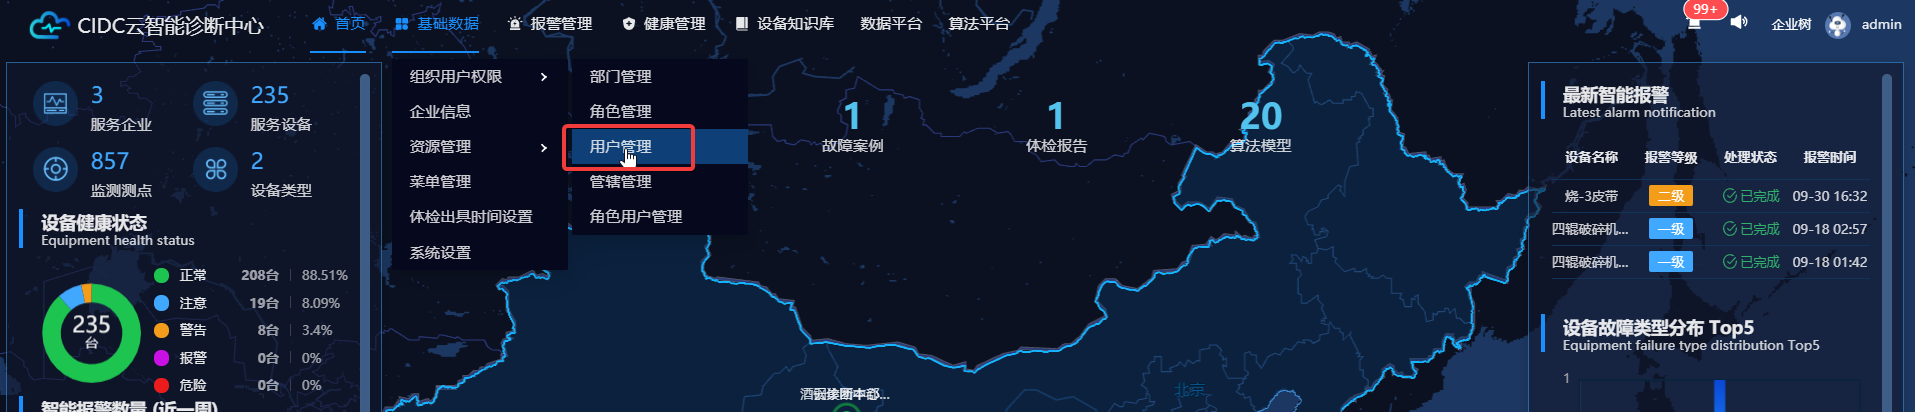 CIDC云智能诊断中心
首页
基础数据
报警管理
健康管理
设备知识库
数据平台
算法平台
99+
企业树
admin
3
服务企业
235
服务设备
857
监测测点
2
设备类型
设备健康状态
Equipment health status
235
台
正常 208台 88.51%
注意 19台 8.09%
警告 8台 3.4%
报警 0台 0%
危险 0台 0%
智能报警数量 (近一周)
组织用户权限
企业信息
资源管理
菜单管理
体检出具时间设置
系统设置
部门管理
角色管理
用户管理
管辖管理
角色用户管理
1
故障案例
1
体检报告
20
算法模型
北京
最新智能报警
Latest alarm notification
设备名称 报警等级 处理状态 报警时间
烧-3皮带 二级 已完成 09-30 16:32
四辊破碎机... 一级 已完成 09-18 02:57
四辊破碎机... 一级 已完成 09-18 01:42
设备故障类型分布 Top5
Equipment failure type distribution Top5
1